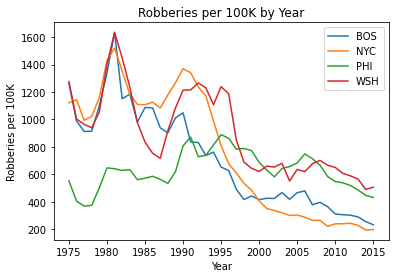 Robberies per 100K by Year
BOS
NYC
PHI
WSH
Robberies per 100K
1600
1400
1200
1000
800
600
400
200
1975 1980 1985 1990 1995 2000 2005 2010 2015
Year